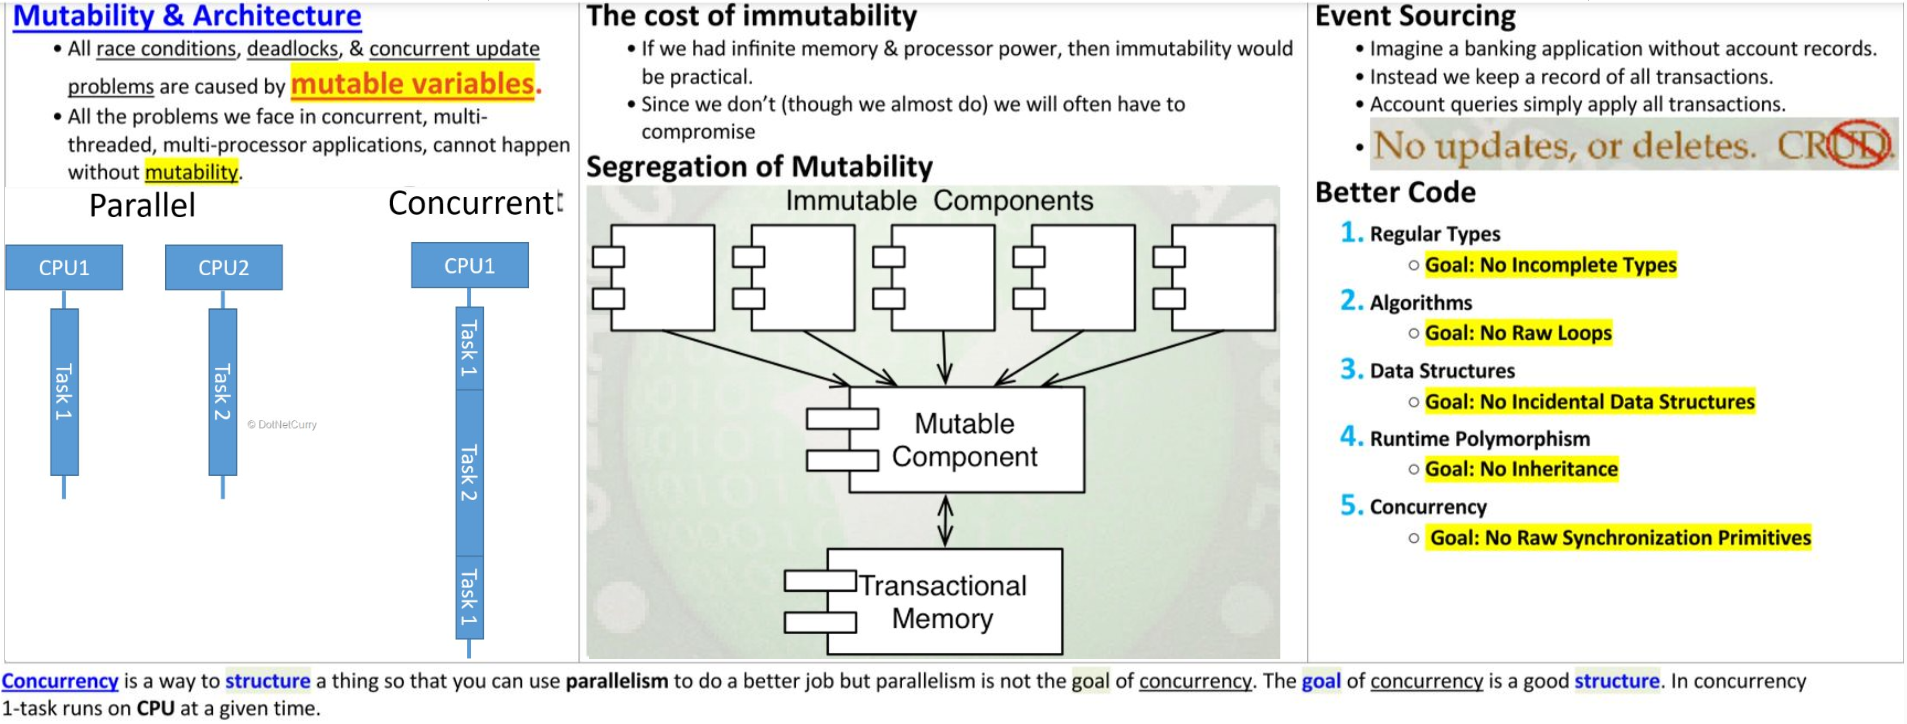 Mutability & Architecture
• All race conditions, deadlocks, & concurrent update
problems are caused by mutable variables.
• All the problems we face in concurrent, multi-
threaded, multi-processor applications, cannot happen
without mutability.
Parallel
Concurrent
CPU1
CPU2
CPU1
Task 1
Task 2
Task 1
Task 2
Task 1
© DotNetCurry
The cost of immutability
• If we had infinite memory & processor power, then immutability would
be practical.
• Since we don’t (though we almost do) we will often have to
compromise
Segregation of Mutability
Immutable Components
Mutable
Component
Transactional
Memory
Event Sourcing
• Imagine a banking application without account records.
• Instead we keep a record of all transactions.
• Account queries simply apply all transactions.
• No updates, or deletes. CRUD.
Better Code
1. Regular Types
○ Goal: No Incomplete Types
2. Algorithms
○ Goal: No Raw Loops
3. Data Structures
○ Goal: No Incidental Data Structures
4. Runtime Polymorphism
○ Goal: No Inheritance
5. Concurrency
○ Goal: No Raw Synchronization Primitives
Concurrency is a way to structure a thing so that you can use parallelism to do a better job but parallelism is not the goal of concurrency. The goal of concurrency is a good structure. In concurrency
1-task runs on CPU at a given time.